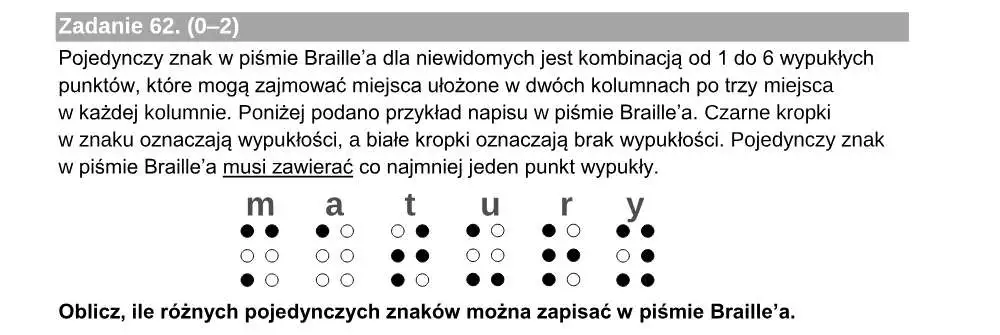 Zadanie 62. (0–2)
Pojedynczy znak w piśmie Braille’a dla niewidomych jest kombinacją od 1 do 6 wypukłych
punktów, które mogą zajmować miejsca ułożone w dwóch kolumnach po trzy miejsca
w każdej kolumnie. Poniżej podano przykład napisu w piśmie Braille’a. Czarne kropki
w znaku oznaczają wypukłości, a białe kropki oznaczają brak wypukłości. Pojedynczy znak
w piśmie Braille’a musi zawierać co najmniej jeden punkt wypukły.
m a t u r y
Oblicz, ile różnych pojedynczych znaków można zapisać w piśmie Braille’a.